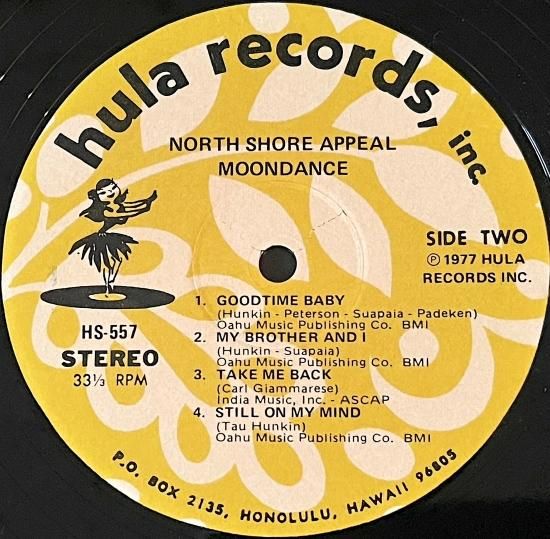 hula records, inc.
NORTH SHORE APPEAL
MOONDANCE
SIDE TWO
Ⓟ 1977 HULA
RECORDS INC.
HS-557
STEREO
33⅓ RPM
1. GOODTIME BABY
(Hunkin - Peterson - Suapaia - Padeken)
Oahu Music Publishing Co. BMI
2. MY BROTHER AND I
(Hunkin - Suapaia)
Oahu Music Publishing Co. BMI
3. TAKE ME BACK
(Carl Giammarese)
India Music, Inc. - ASCAP
4. STILL ON MY MIND
(Tau Hunkin)
Oahu Music Publishing Co. BMI
P.O. BOX 2135, HONOLULU, HAWAII 96805